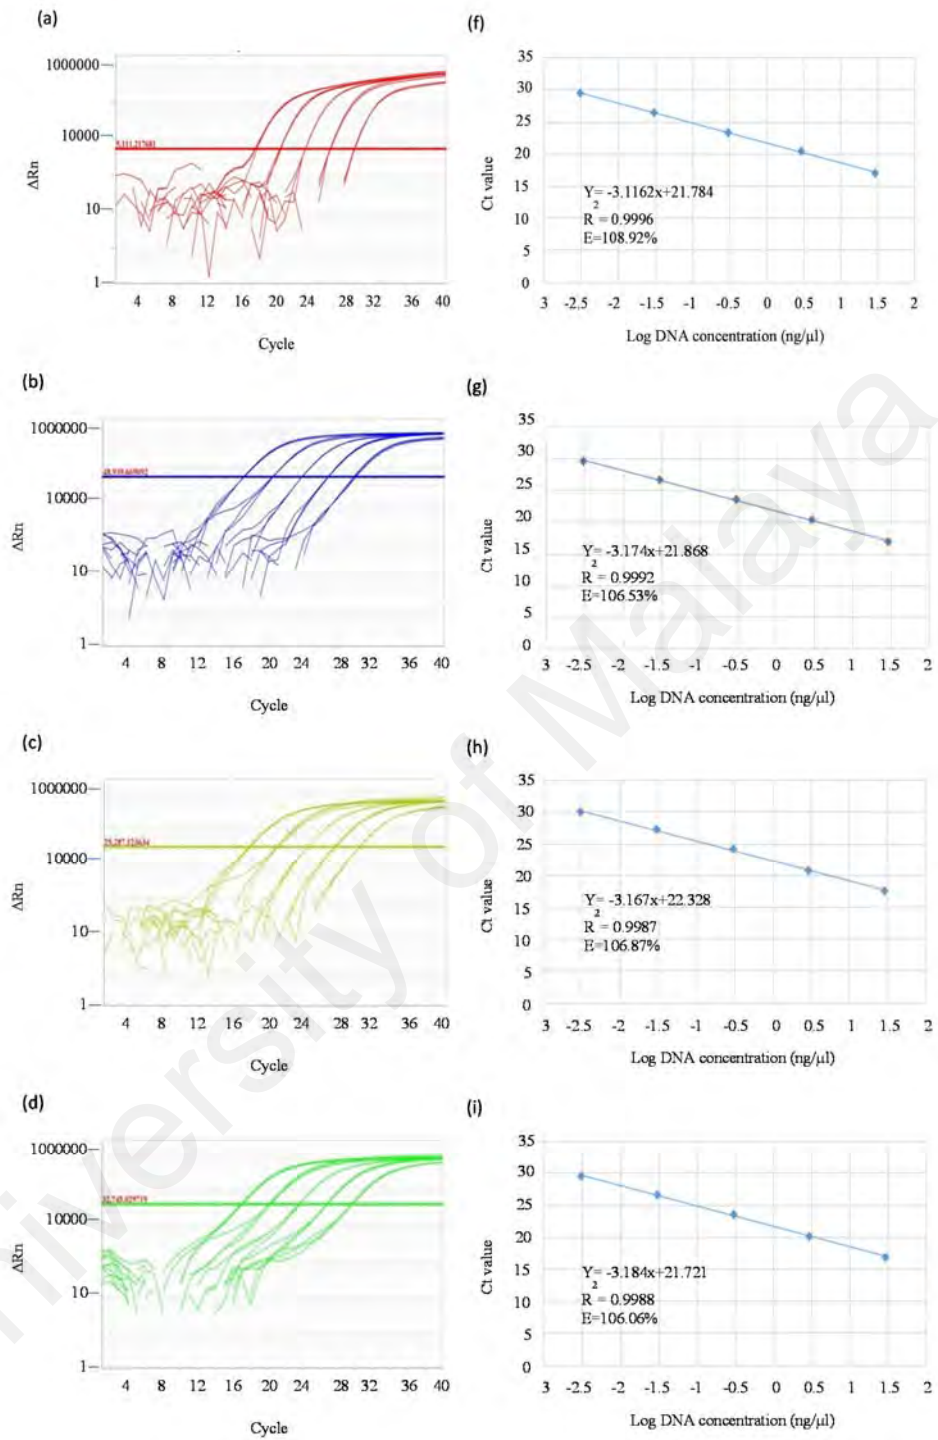 (a)
1000000
10000
10
1
ΔRn
5,111.217681
4 8 12 16 20 24 28 32 36 40
Cycle
(f)
35
30
25
20
15
10
5
0
Ct value
Y= -3.1162x+21.784
2
R = 0.9996
E=108.92%
3 -2.5 -2 -1.5 -1 -0.5 0 0.5 1 1.5 2
Log DNA concentration (ng/µl)
(b)
1000000
10000
10
1
ΔRn
4 8 12 16 20 24 28 32 36 40
Cycle
(g)
35
30
25
20
15
10
5
0
Ct value
Y= -3.174x+21.868
2
R = 0.9992
E=106.53%
3 -2.5 -2 -1.5 -1 -0.5 0 0.5 1 1.5 2
Log DNA concentration (ng/µl)
(c)
1000000
10000
10
1
ΔRn
4 8 12 16 20 24 28 32 36 40
Cycle
(h)
35
30
25
20
15
10
5
0
Ct value
Y= -3.167x+22.328
2
R = 0.9987
E=106.87%
3 -2.5 -2 -1.5 -1 -0.5 0 0.5 1 1.5 2
Log DNA concentration (ng/µl)
(d)
1000000
10000
10
1
ΔRn
4 8 12 16 20 24 28 32 36 40
Cycle
(i)
35
30
25
20
15
10
5
0
Ct value
Y= -3.184x+21.721
2
R = 0.9988
E=106.06%
3 -2.5 -2 -1.5 -1 -0.5 0 0.5 1 1.5 2
Log DNA concentration (ng/µl)
University of Malaya